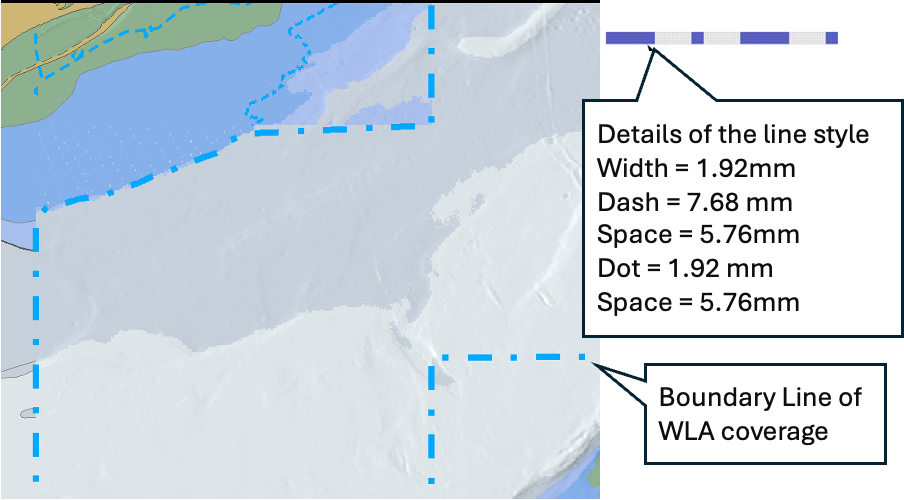 Details of the line style
Width = 1.92mm
Dash = 7.68 mm
Space = 5.76mm
Dot = 1.92 mm
Space = 5.76mm
Boundary Line of
WLA coverage